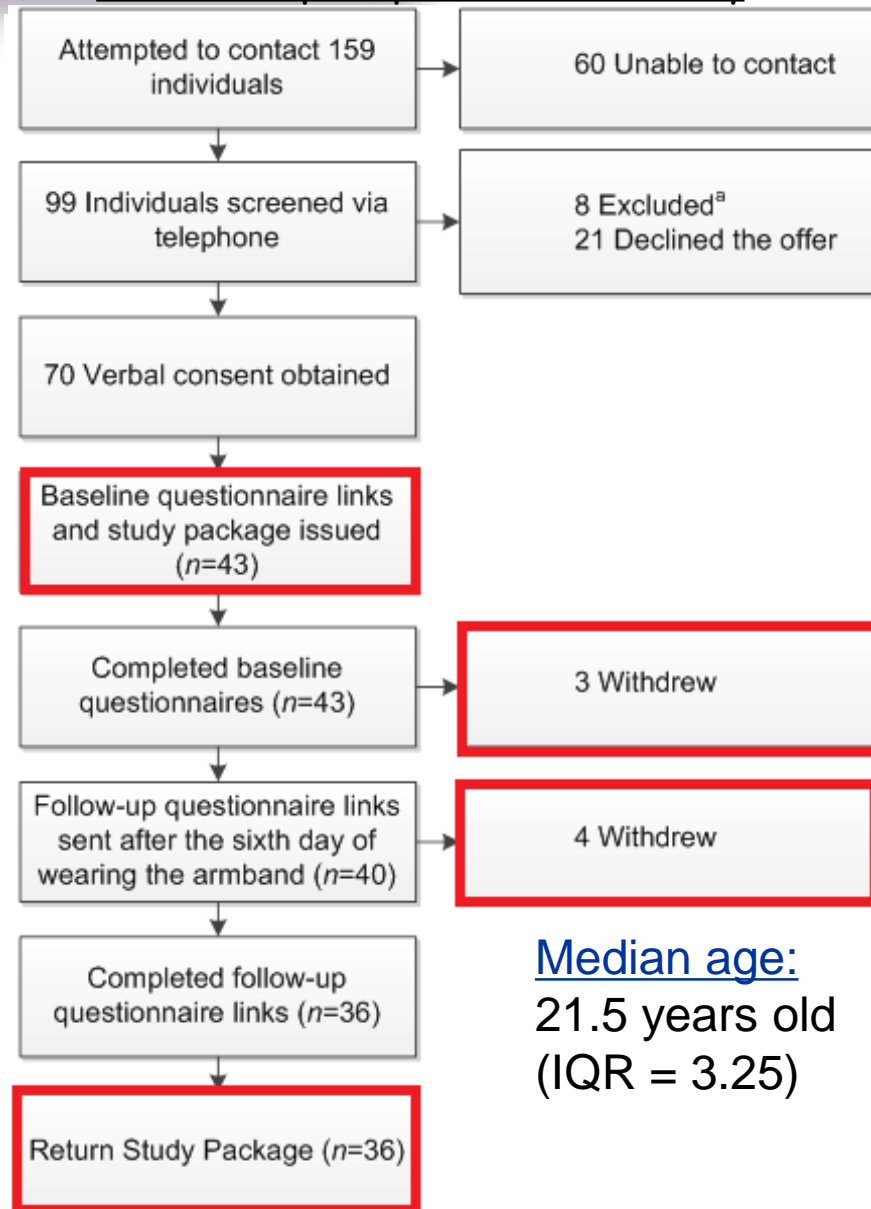 Attempted to contact 159
individuals
60 Unable to contact
99 Individuals screened via
telephone
8 Excludedᵃ
21 Declined the offer
70 Verbal consent obtained
Baseline questionnaire links
and study package issued
(n=43)
Completed baseline
questionnaires (n=43)
3 Withdrew
Follow-up questionnaire links
sent after the sixth day of
wearing the armband (n=40)
4 Withdrew
Completed follow-up
questionnaire links (n=36)
Median age:
21.5 years old
(IQR = 3.25)
Return Study Package (n=36)